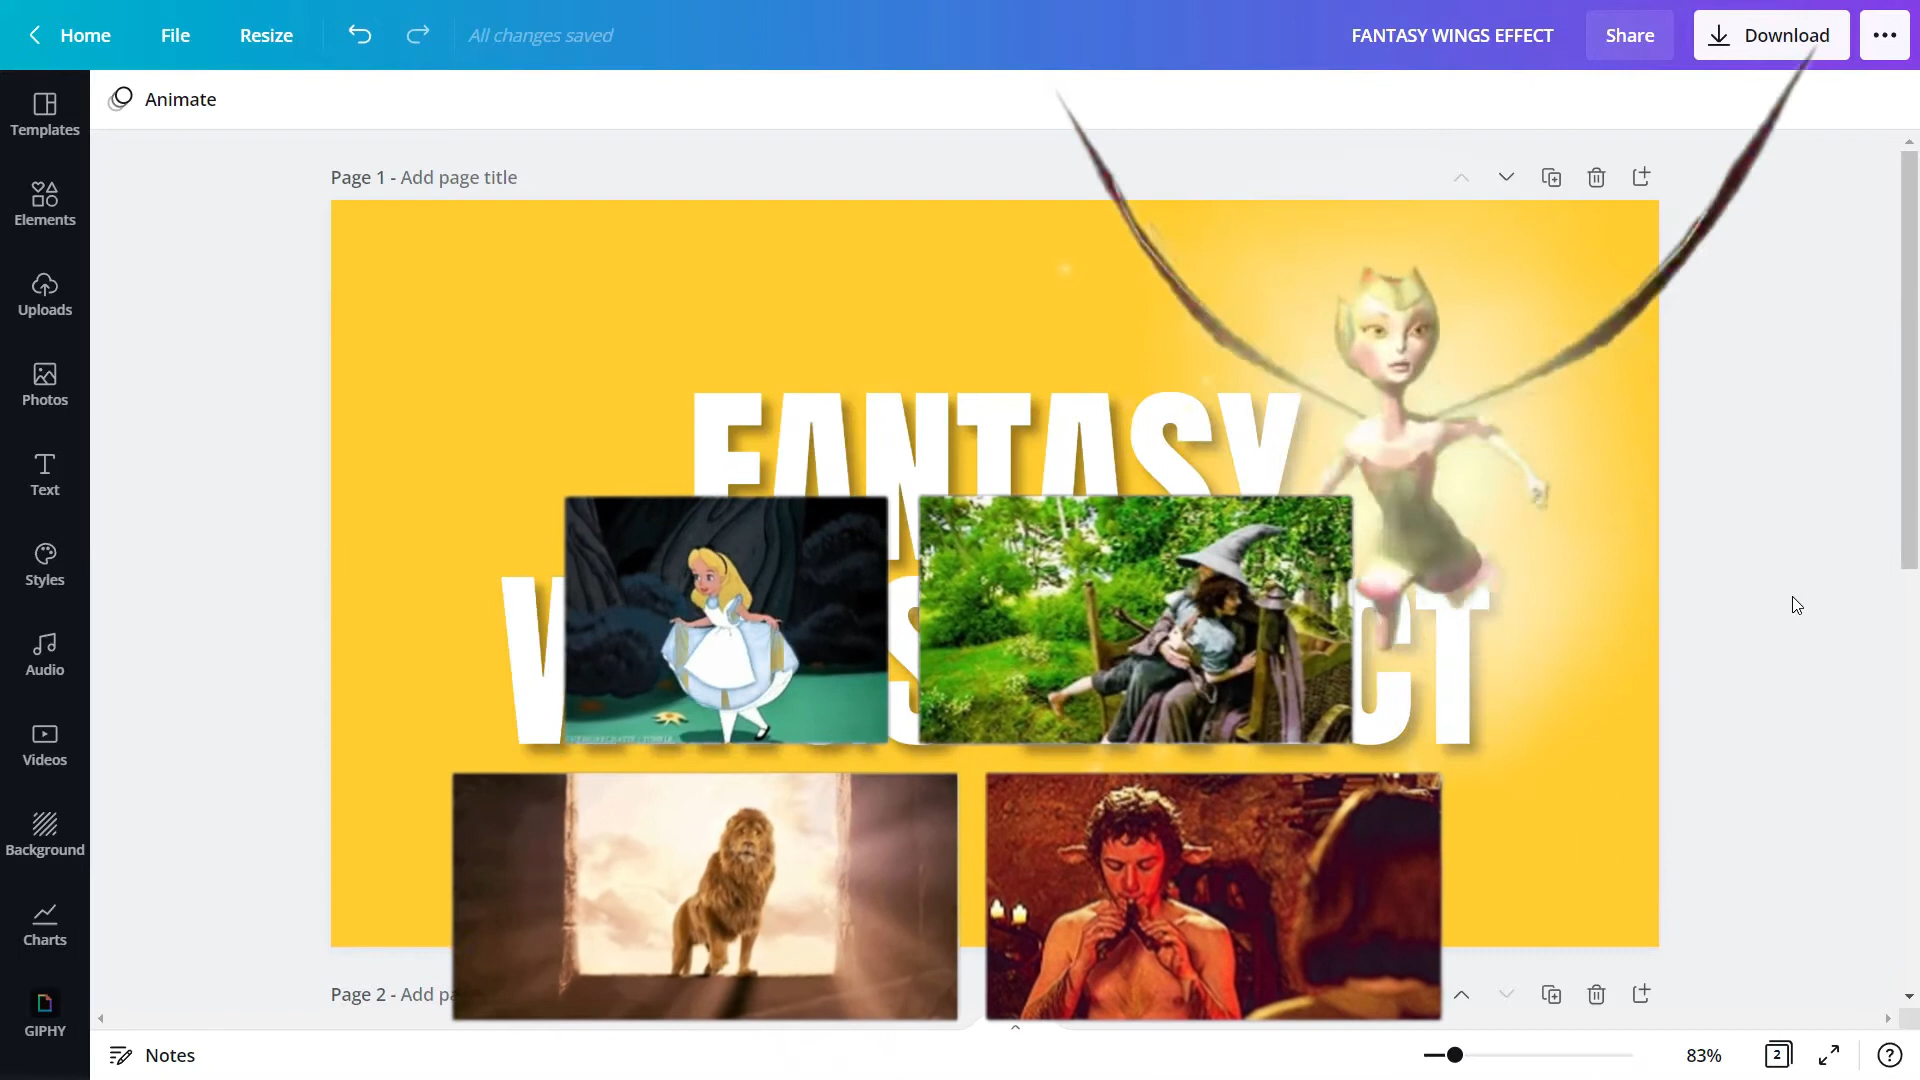 Home
File
Resize
All changes saved
FANTASY WINGS EFFECT
Share
Download
Animate
Templates
Elements
Uploads
Photos
Text
Styles
Audio
Videos
Background
Charts
GIPHY
Page 1 - Add page title
FANTASY
Page 2 - Add
Notes
83%
2
?